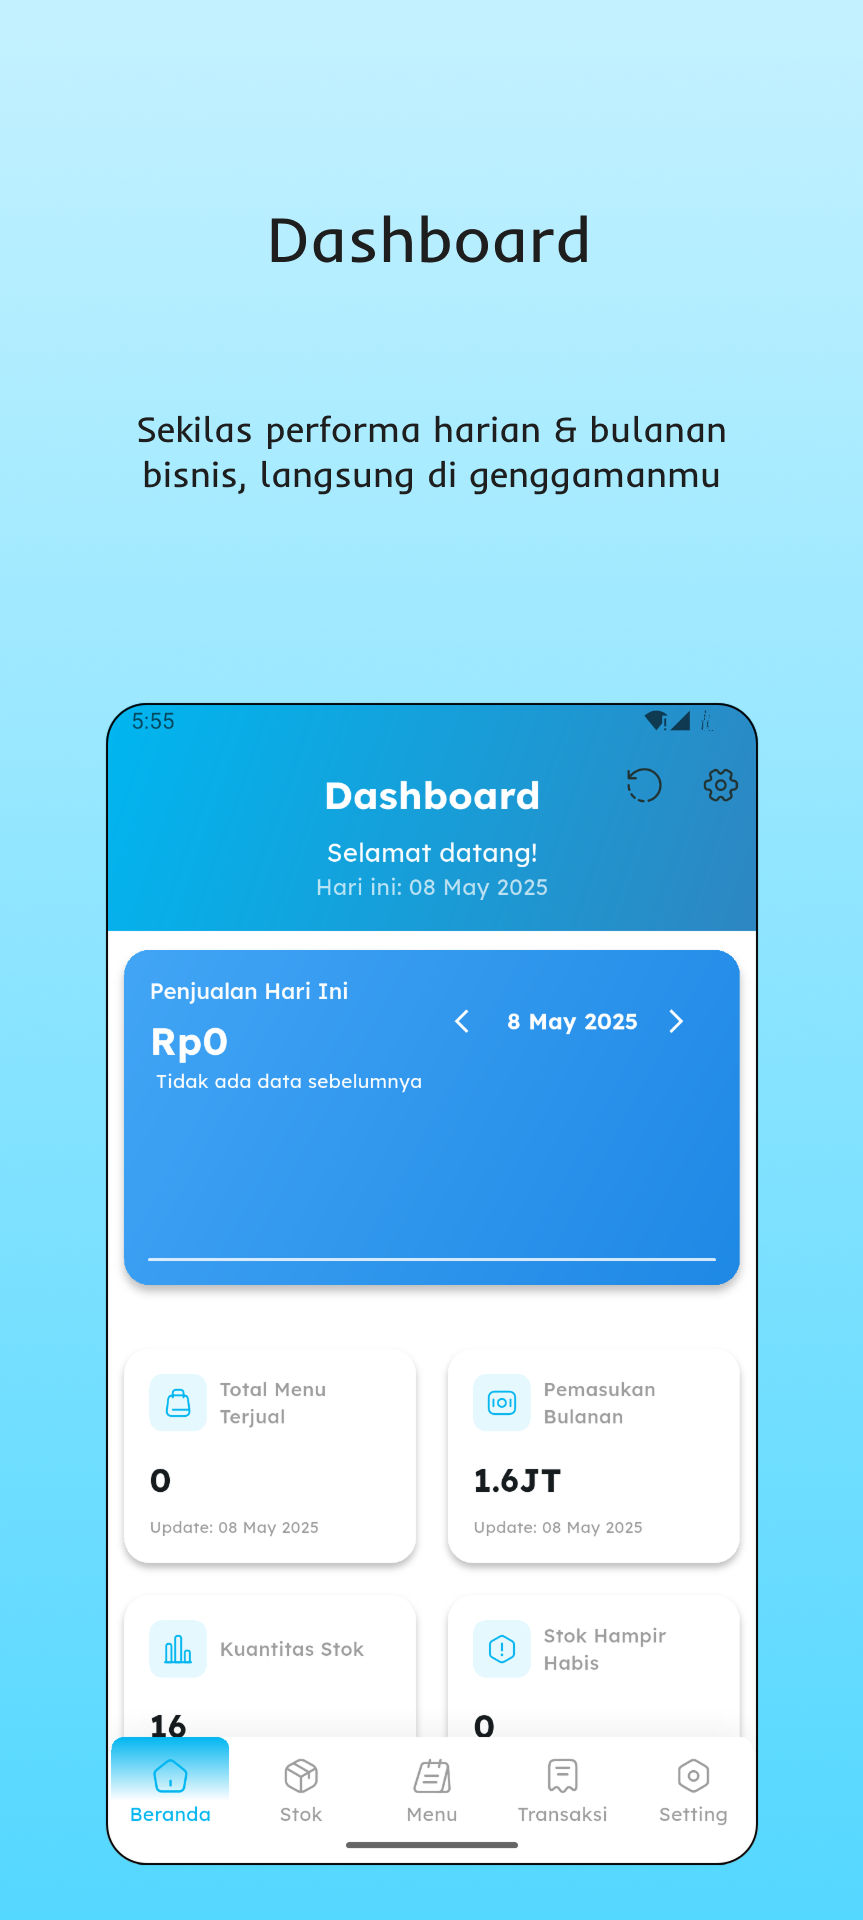 Dashboard
Sekilas performa harian & bulanan
bisnis, langsung di genggamanmu
5:55
Dashboard
Selamat datang!
Hari ini: 08 May 2025
Penjualan Hari Ini
Rp0
8 May 2025
Tidak ada data sebelumnya
Total Menu
Terjual
0
Update: 08 May 2025
Pemasukan
Bulanan
1.6JT
Update: 08 May 2025
Kuantitas Stok
16
Stok Hampir
Habis
0
Beranda
Stok
Menu
Transaksi
Setting